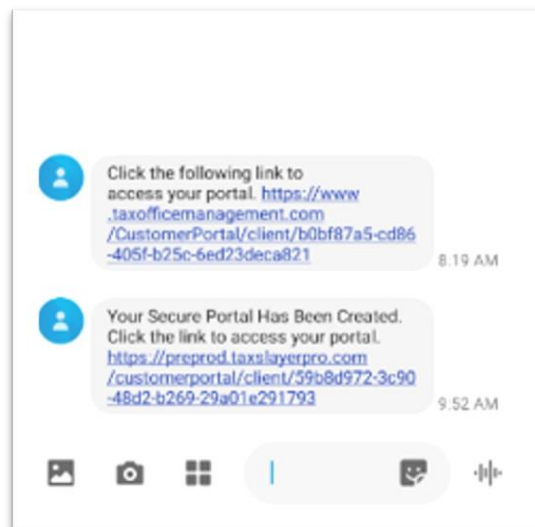 Click the following link to
access your portal. https://www
.taxofficemanagement.com
/CustomerPortal/client/b0bf87a5-cd86
-405f-b25c-6ed23deca821
8:19 AM
Your Secure Portal Has Been Created.
Click the link to access your portal.
https://preprod.taxslayerpro.com
/customerportal/client/59b8d972-3c90
-48d2-b269-29a01e291793
9:52 AM